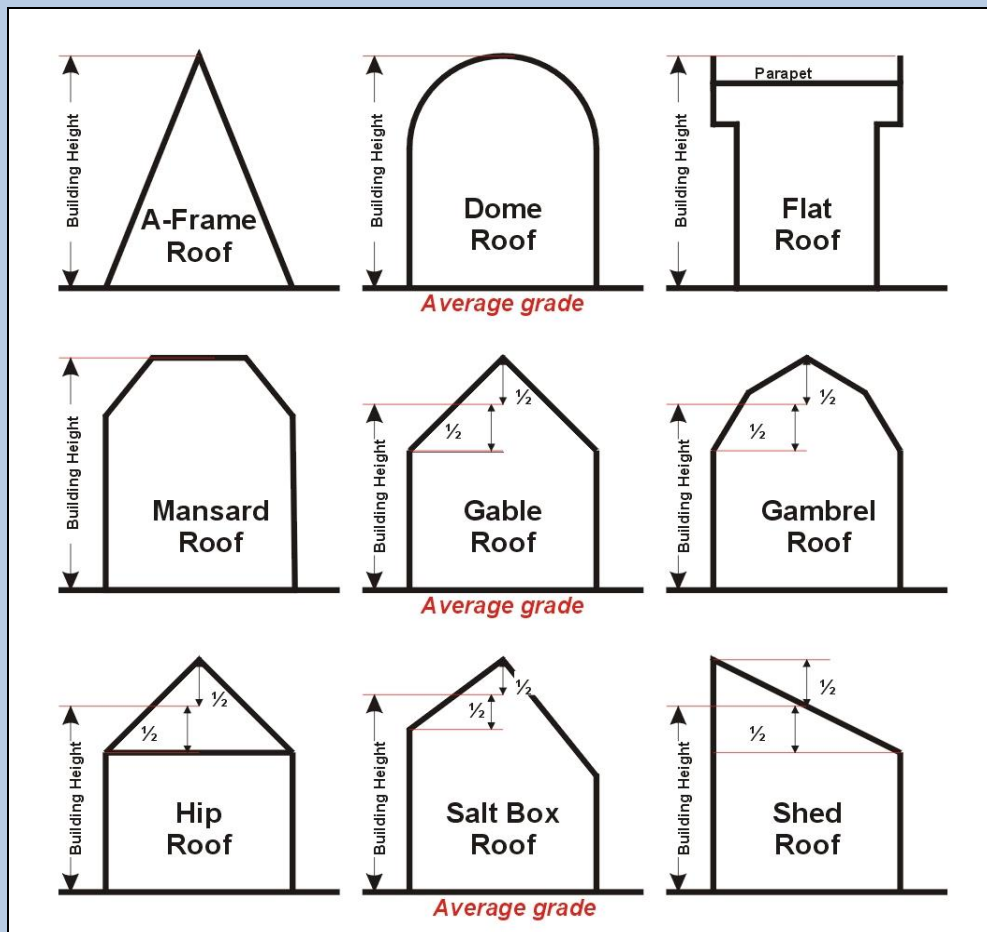 Building Height
A-Frame
Roof
Building Height
Dome
Roof
Building Height
Parapet
Flat
Roof
Average grade
Building Height
Mansard
Roof
Building Height
½
½
Gable
Roof
Building Height
½
½
Gambrel
Roof
Average grade
Building Height
½
½
Hip
Roof
Building Height
½
½
Salt Box
Roof
Building Height
½
½
Shed
Roof
Average grade